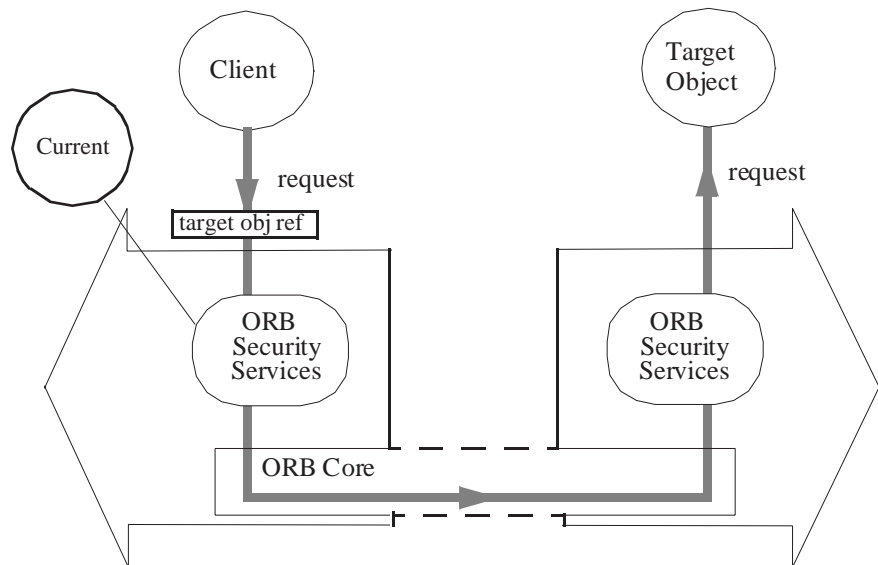 Client
Target
Object
Current
request
request
target obj ref
ORB
Security
Services
ORB
Security
Services
ORB Core